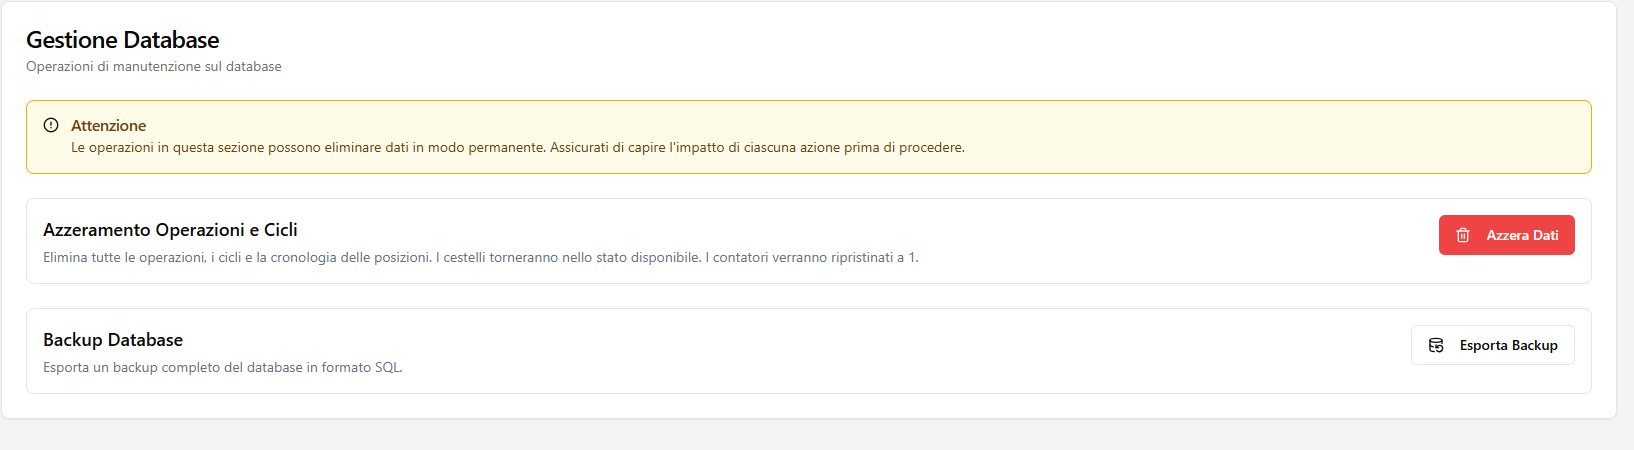 Gestione Database
Operazioni di manutenzione sul database
Attenzione
Le operazioni in questa sezione possono eliminare dati in modo permanente. Assicurati di capire l'impatto di ciascuna azione prima di procedere.
Azzeramento Operazioni e Cicli
Azzera Dati
Elimina tutte le operazioni, i cicli e la cronologia delle posizioni. I cestelli torneranno nello stato disponibile. I contatori verranno ripristinati a 1.
Backup Database
Esporta Backup
Esporta un backup completo del database in formato SQL.